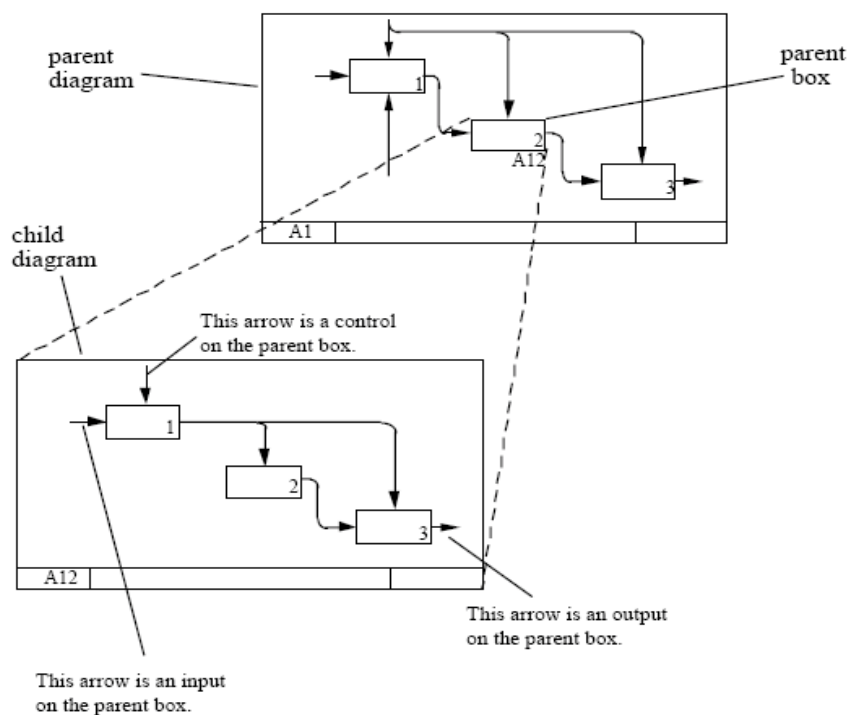 parent
diagram
parent
box
1
2
A12
3
A1
child
diagram
This arrow is a control
on the parent box.
1
2
3
A12
This arrow is an output
on the parent box.
This arrow is an input
on the parent box.